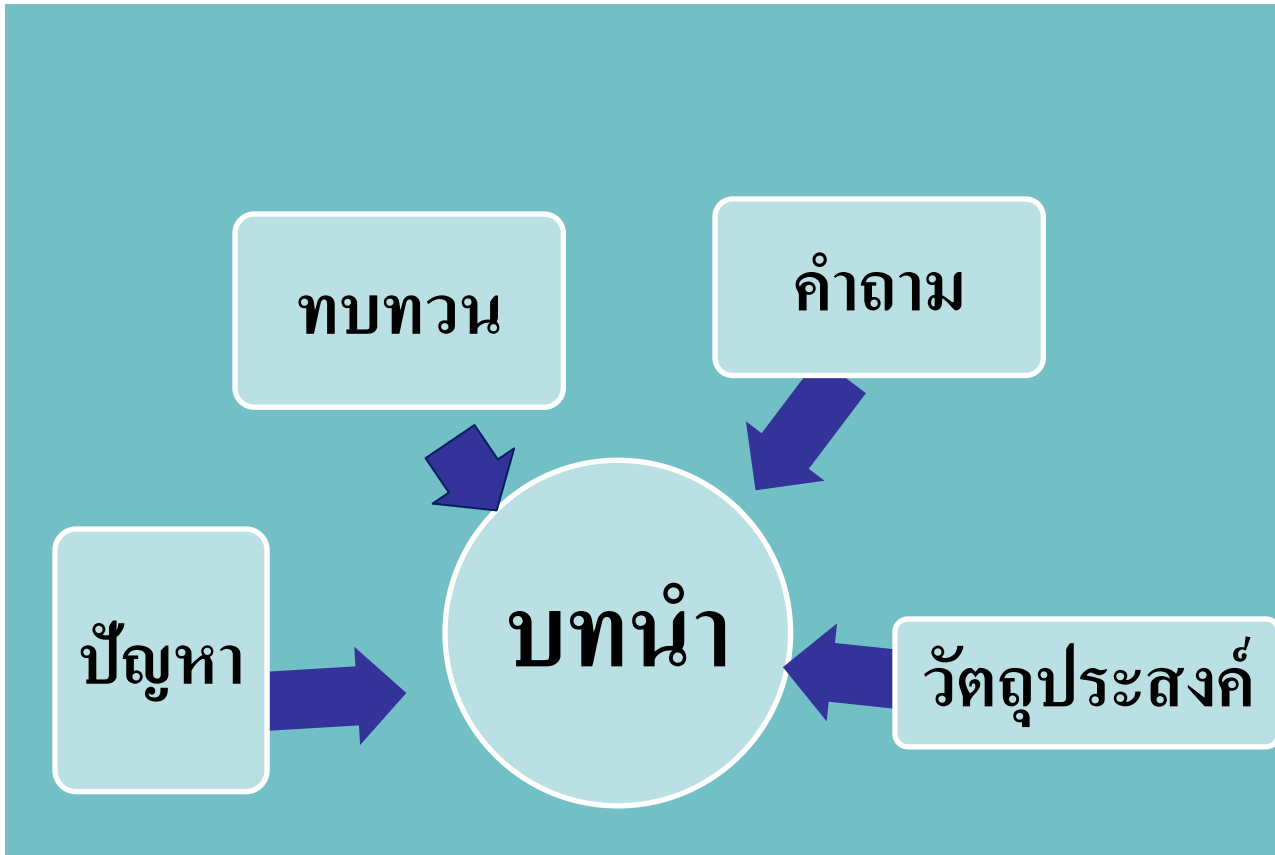 ทบทวน
คำถาม
ปัญหา
บทนำ
วัตถุประสงค์